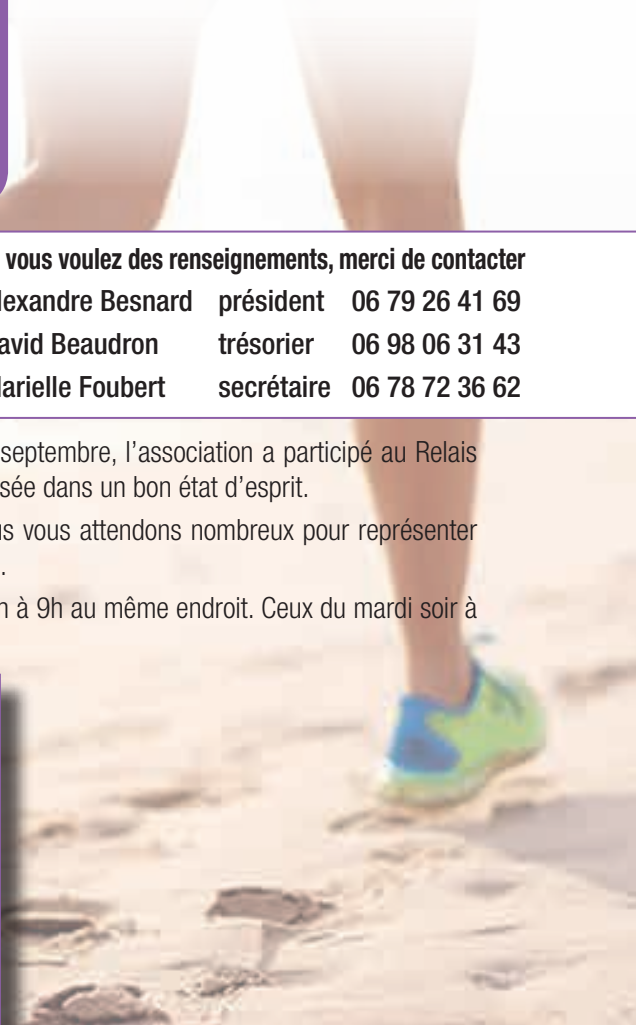 vous voulez des renseignements, merci de contacter
lexandre Besnard président 06 79 26 41 69
avid Beaudron trésorier 06 98 06 31 43
arielle Foubert secrétaire 06 78 72 36 62
septembre, l’association a participé au Relais
sée dans un bon état d’esprit.
us vous attendons nombreux pour représenter
.
n à 9h au même endroit. Ceux du mardi soir à